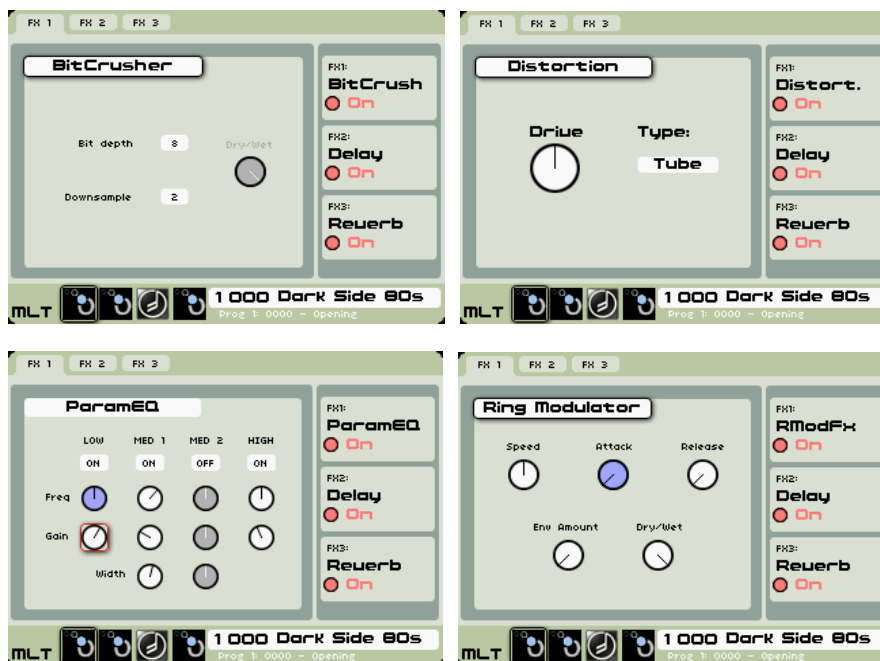 FX 1 FX 2 FX 3
BitCrusher
Bit depth 8
Dry/Wet
Downsample 2
FX1:
BitCrush
On
FX2:
Delay
On
FX3:
Reverb
On
MLT
1 000 Dark Side 80s
Prog 1: 0000 - Opening
FX 1 FX 2 FX 3
Distortion
Drive Type:
Tube
FX1:
Distort.
On
FX2:
Delay
On
FX3:
Reverb
On
MLT
1 000 Dark Side 80s
Prog 1: 0000 - Opening
FX 1 FX 2 FX 3
ParamEQ
LOW MED 1 MED 2 HIGH
ON ON OFF ON
Freq
Gain
Width
FX1:
ParamEQ
On
FX2:
Delay
On
FX3:
Reverb
On
MLT
1 000 Dark Side 80s
Prog 1: 0000 - Opening
FX 1 FX 2 FX 3
Ring Modulator
Speed Attack Release
Env Amount Dry/Wet
FX1:
RModFx
On
FX2:
Delay
On
FX3:
Reverb
On
MLT
1 000 Dark Side 80s
Prog 1: 0000 - Opening